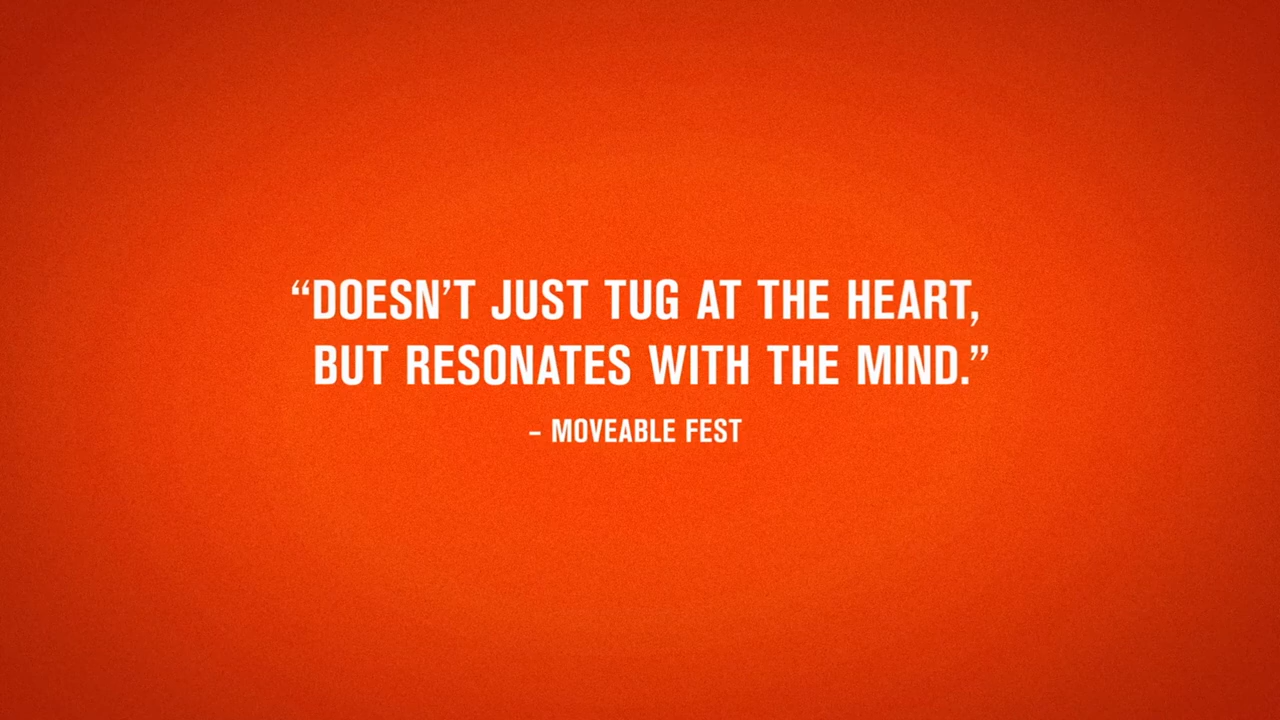 “DOESN’T JUST TUG AT THE HEART,
BUT RESONATES WITH THE MIND.”
– MOVEABLE FEST